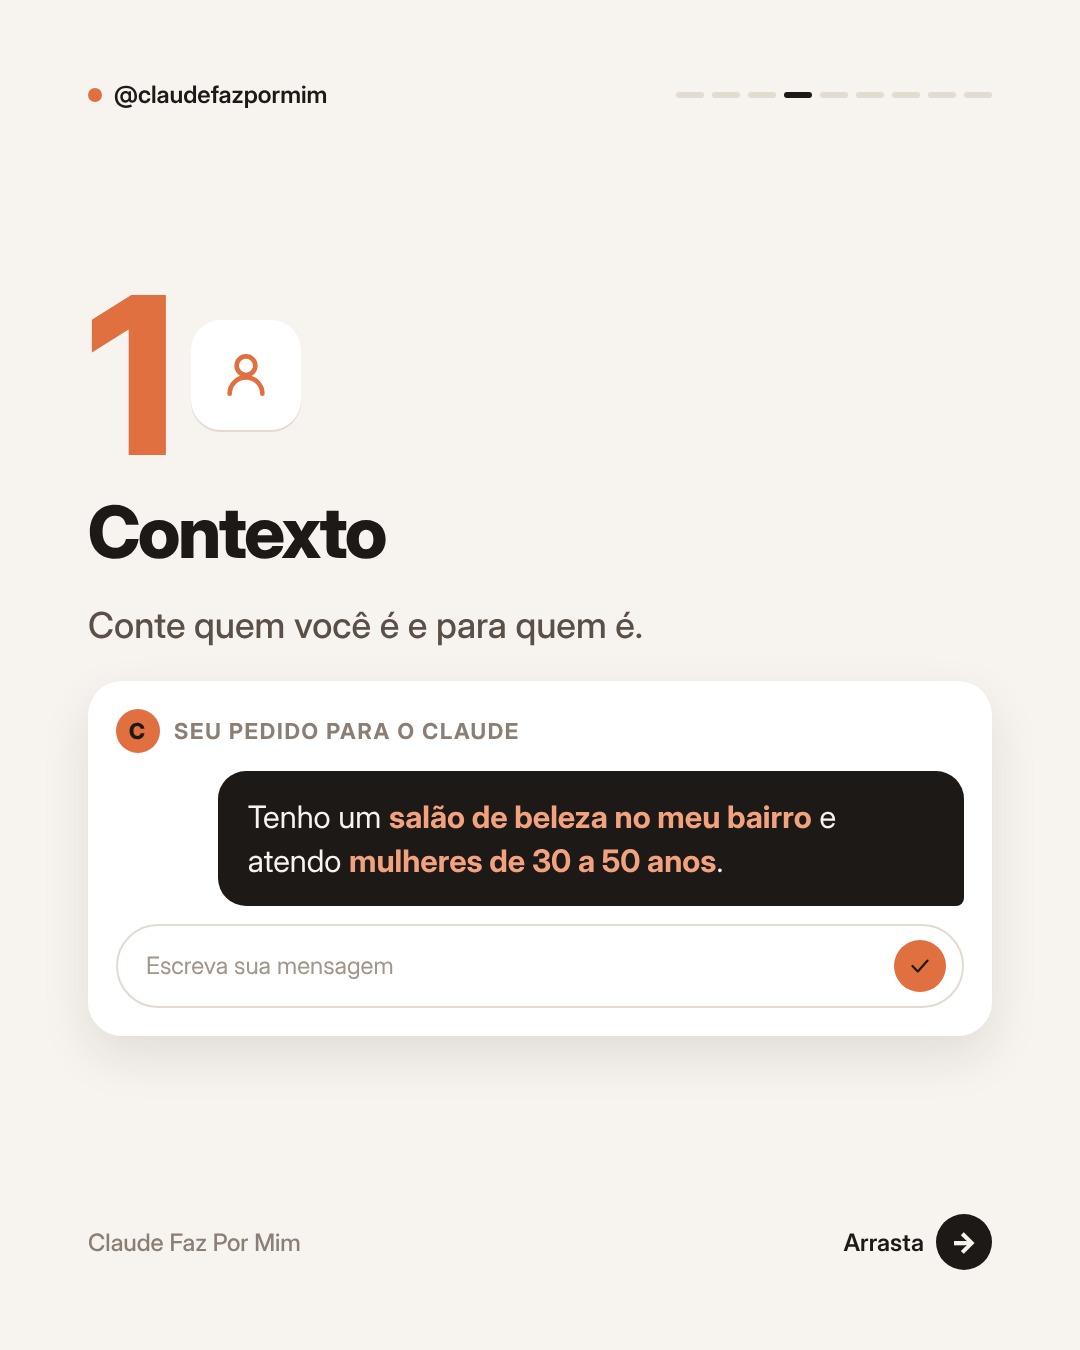 @claudefazpormim
1
Contexto
Conte quem você é e para quem é.
C SEU PEDIDO PARA O CLAUDE
Tenho um salão de beleza no meu bairro e
atendo mulheres de 30 a 50 anos.
Escreva sua mensagem
Claude Faz Por Mim
Arrasta